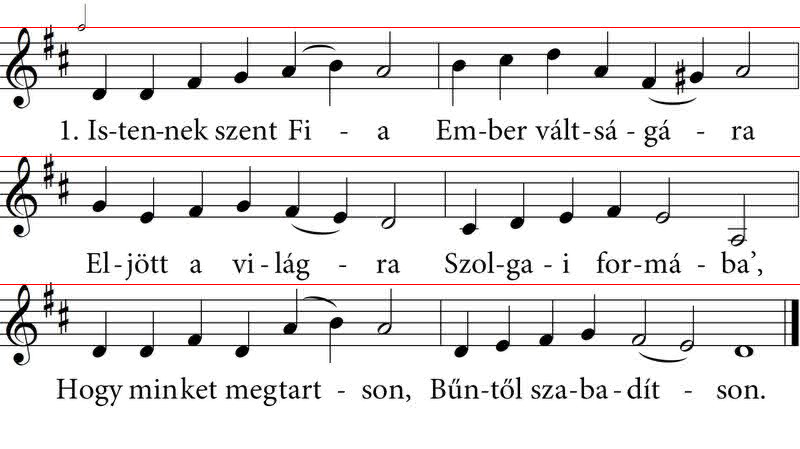 1. Is-ten-nek szent Fi - a Em-ber vált-sá - gá - ra
El-jött a vi-lág - ra Szol-ga - i for-má - ba’,
Hogy minket megtart - son, Bűn-től sza-ba-dít - son.